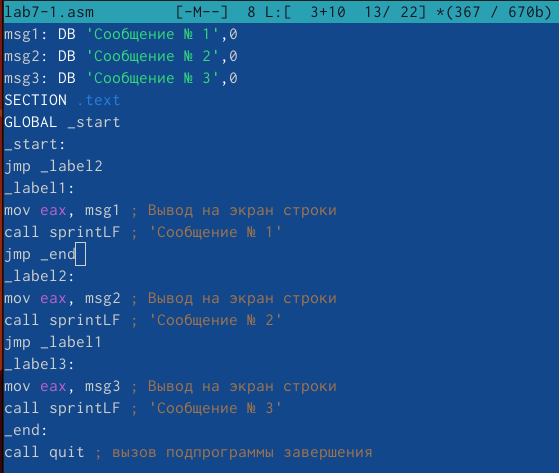 lab7-1.asm [-M--] 8 L:[ 3+10 13/ 22] *(367 / 670b)
msg1: DB 'Сообщение № 1',0
msg2: DB 'Сообщение № 2',0
msg3: DB 'Сообщение № 3',0
SECTION .text
GLOBAL _start
_start:
jmp _label2
_label1:
mov eax, msg1 ; Вывод на экран строки
call sprintLF ; 'Сообщение № 1'
jmp _end
_label2:
mov eax, msg2 ; Вывод на экран строки
call sprintLF ; 'Сообщение № 2'
jmp _label1
_label3:
mov eax, msg3 ; Вывод на экран строки
call sprintLF ; 'Сообщение № 3'
_end:
call quit ; вызов подпрограммы завершения